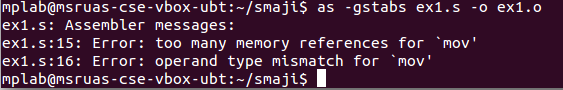 mplab@msruas-cse-vbox-ubt:~/smaji$ as -gstabs ex1.s -o ex1.o
ex1.s: Assembler messages:
ex1.s:15: Error: too many memory references for `mov'
ex1.s:16: Error: operand type mismatch for `mov'
mplab@msruas-cse-vbox-ubt:~/smaji$